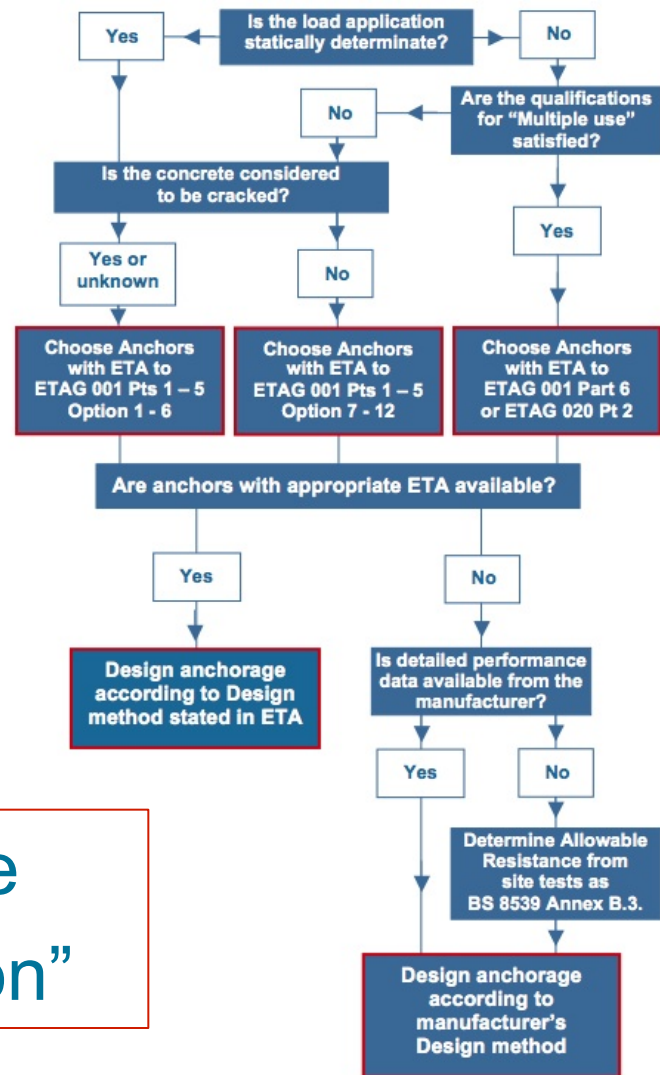 Is the load application
statically determinate?
Yes
No
Are the qualifications
for “Multiple use”
satisfied?
No
Is the concrete considered
to be cracked?
Yes
Yes or
unknown
No
Choose Anchors
with ETA to
ETAG 001 Pts 1 – 5
Option 1 - 6
Choose Anchors
with ETA to
ETAG 001 Pts 1 – 5
Option 7 - 12
Choose Anchors
with ETA to
ETAG 001 Part 6
or ETAG 020 Pt 2
Are anchors with appropriate ETA available?
Yes
No
Design anchorage
according to Design
method stated in ETA
Is detailed performance
data available from the
manufacturer?
Yes
No
Determine Allowable
Resistance from
site tests as
BS 8539 Annex B.3.
Design anchorage
according to
manufacturer’s
Design method